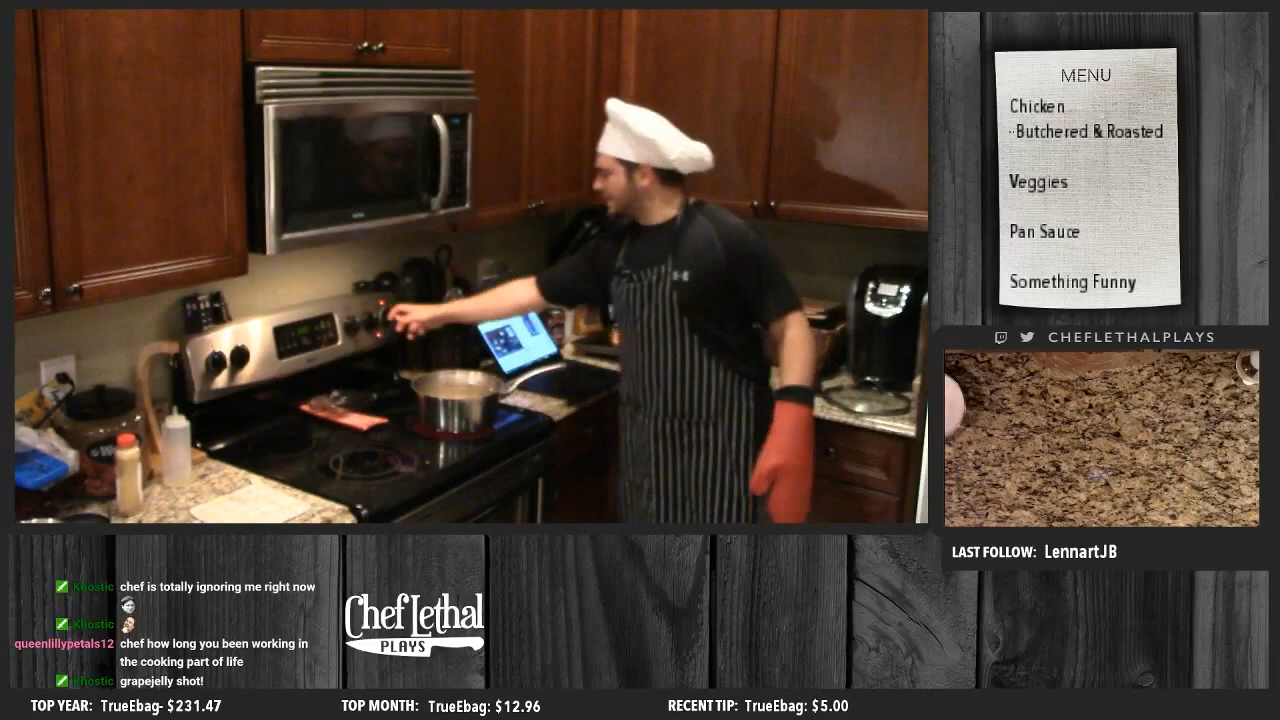 MENU
Chicken
- Butchered & Roasted
Veggies
Pan Sauce
Something Funny
CHEFLETHALPLAYS
LAST FOLLOW: LennartJB
Khostic chef is totally ignoring me right now
Khostic
queenlillypetals12 chef how long you been working in
the cooking part of life
Khostic grapejelly shot!
Chef Lethal
PLAYS
TOP YEAR: TrueEbag- $231.47
TOP MONTH: TrueEbag: $12.96
RECENT TIP: TrueEbag: $5.00